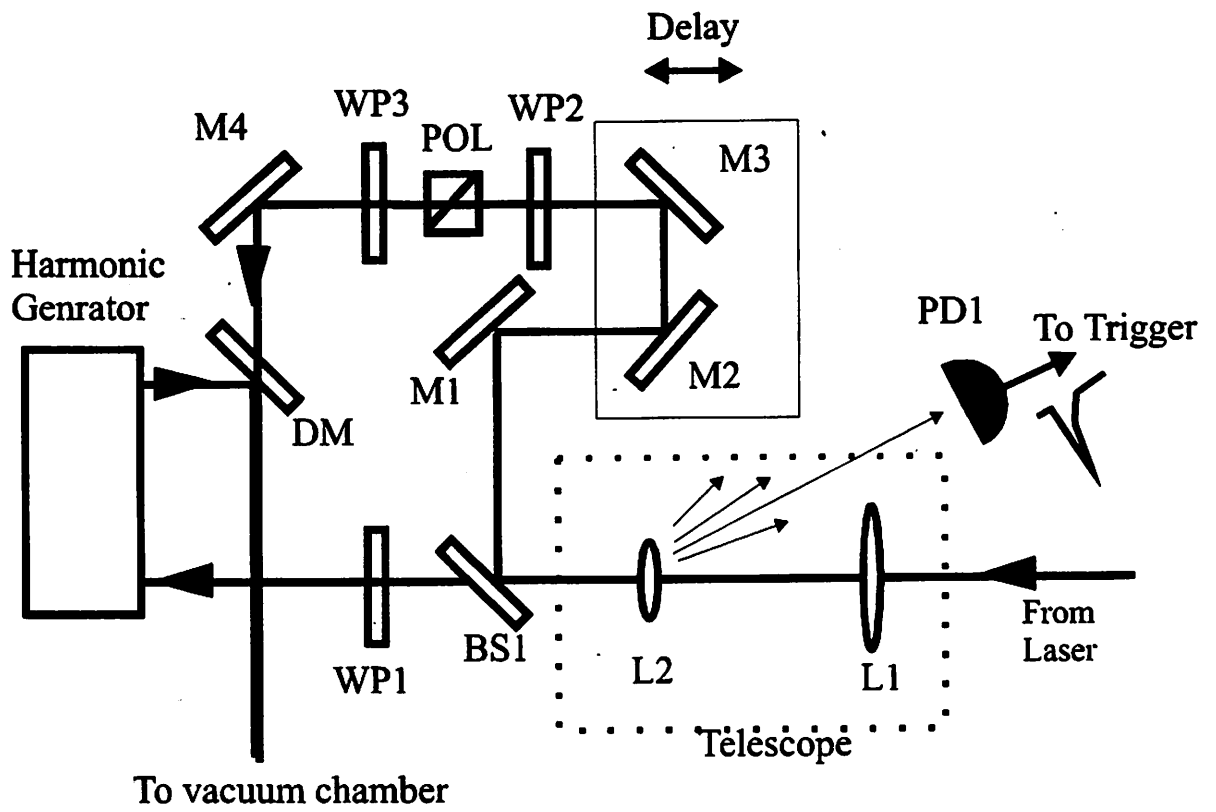 Delay
WP3
WP2
M4
POL
M3
Harmonic
Genrator
PD1
To Trigger
M1
M2
DM
BS1
WP1
L2
L1
From
Laser
Telescope
To vacuum chamber